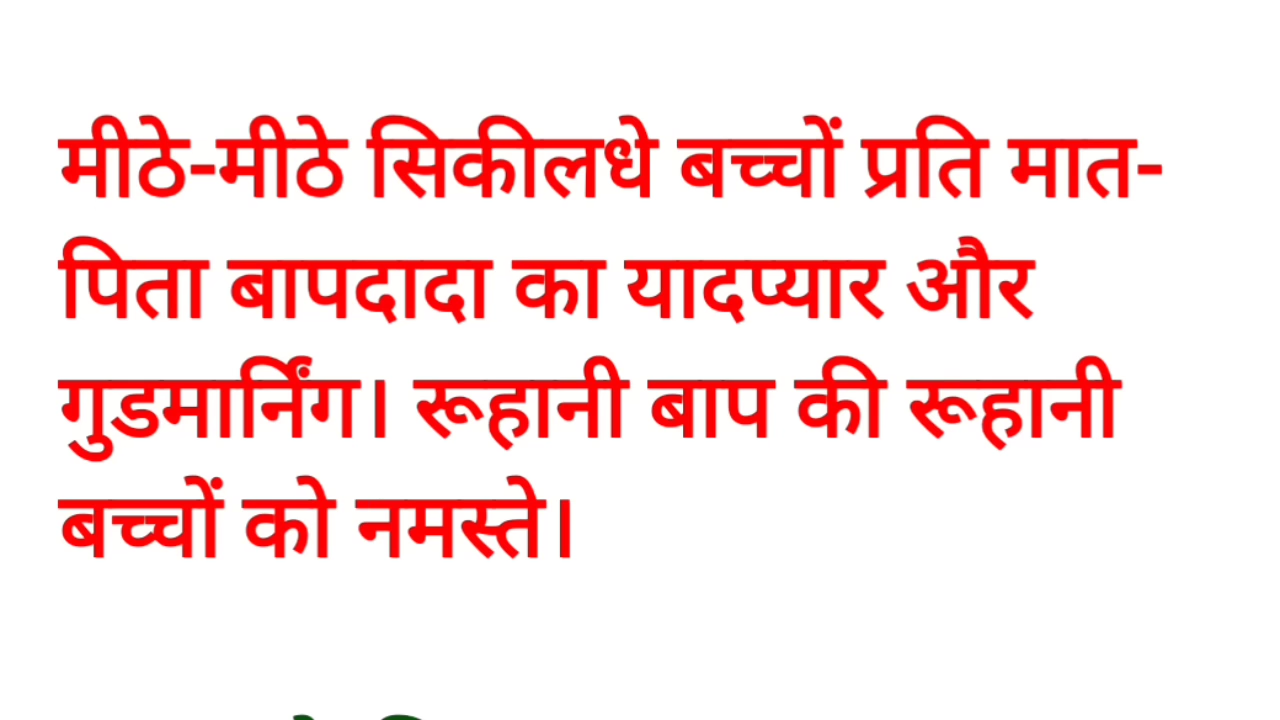 मीठे-मीठे सिकीलधे बच्चों प्रति मात-
पिता बापदादा का यादप्यार और
गुडमार्निंग। रूहानी बाप की रूहानी
बच्चों को नमस्ते।